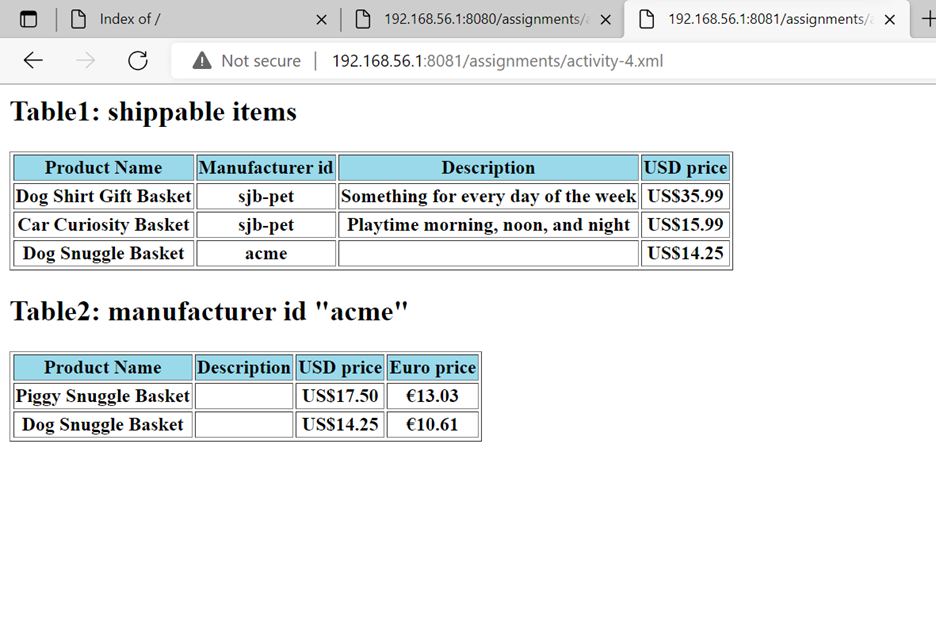 Index of /
192.168.56.1:8080/assignments/
192.168.56.1:8081/assignments/
Not secure | 192.168.56.1:8081/assignments/activity-4.xml
Table1: shippable items
Product Name Manufacturer id Description USD price
Dog Shirt Gift Basket sjb-pet Something for every day of the week US$35.99
Car Curiosity Basket sjb-pet Playtime morning, noon, and night US$15.99
Dog Snuggle Basket acme US$14.25
Table2: manufacturer id "acme"
Product Name Description USD price Euro price
Piggy Snuggle Basket US$17.50 €13.03
Dog Snuggle Basket US$14.25 €10.61